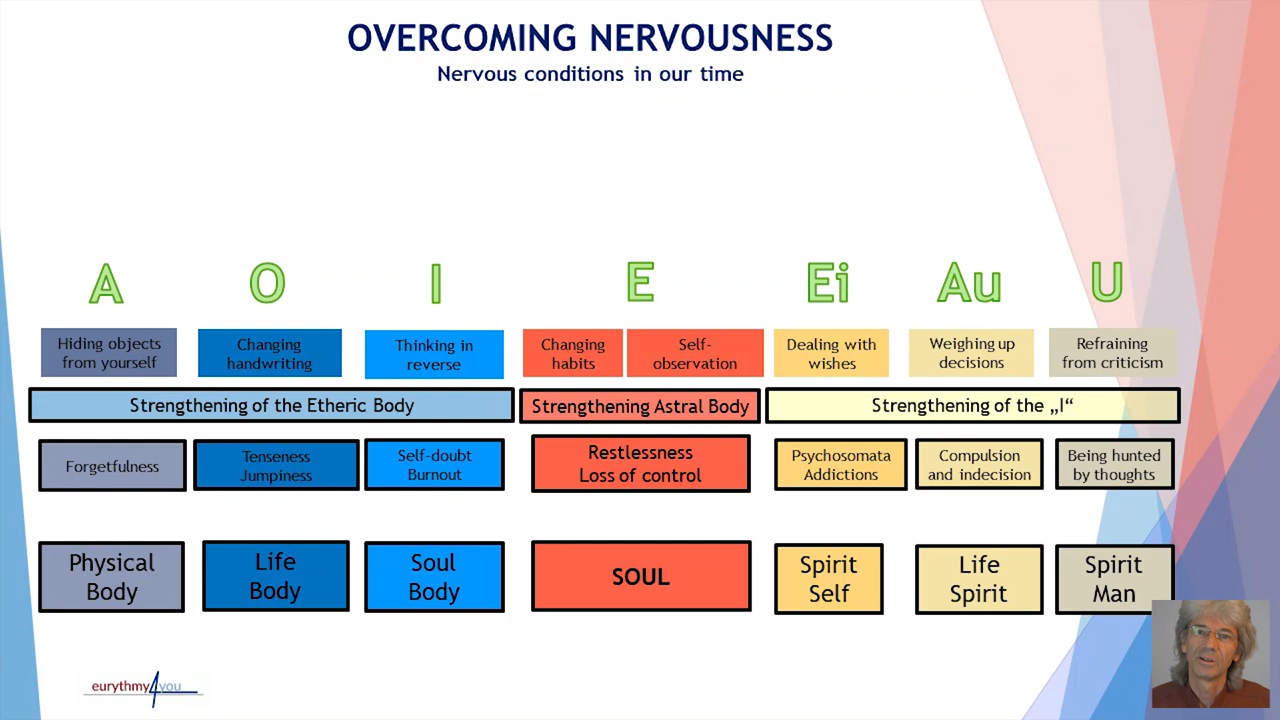 OVERCOMING NERVOUSNESS
Nervous conditions in our time
A O I E Ei Au U
Hiding objects
from yourself
Changing
handwriting
Thinking in
reverse
Changing
habits
Self-
observation
Dealing with
wishes
Weighing up
decisions
Refraining
from criticism
Strengthening of the Etheric Body
Strengthening Astral Body
Strengthening of the „I“
Forgetfulness
Tenseness
Jumpiness
Self-doubt
Burnout
Restlessness
Loss of control
Psychosomata
Addictions
Compulsion
and indecision
Being hunted
by thoughts
Physical
Body
Life
Body
Soul
Body
SOUL
Spirit
Self
Life
Spirit
Spirit
Man
eurythmy4you